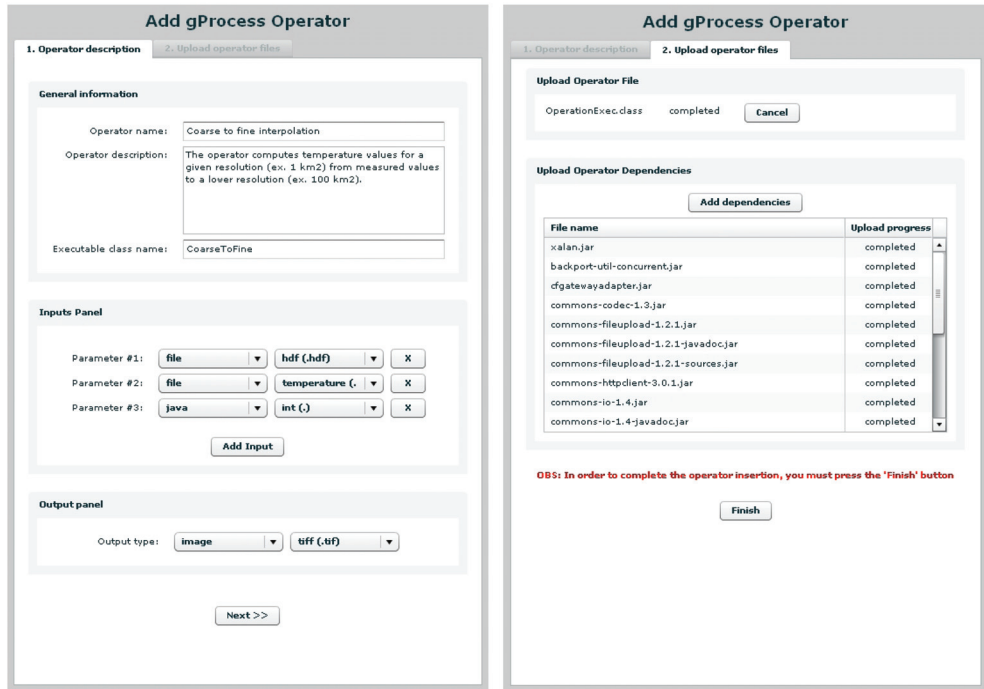 Add gProcess Operator
1. Operator description
2. Upload operator files
General information
Operator name:
Coarse to fine interpolation
Operator description:
The operator computes temperature values for a
given resolution (ex. 1 km2) from measured values
to a lower resolution (ex. 100 km2).
Executable class name:
CoarseToFine
Inputs Panel
Parameter #1: file hdf (.hdf) X
Parameter #2: file temperature (. X
Parameter #3: java int (.) X
Add Input
Output panel
Output type: image tiff (.tif)
Next >>
Add gProcess Operator
1. Operator description
2. Upload operator files
Upload Operator File
OperationExec.class completed Cancel
Upload Operator Dependencies
Add dependencies
File name Upload progress
xalan.jar completed
backport-util-concurrent.jar completed
cfgatewayadapter.jar completed
commons-codec-1.3.jar completed
commons-fileupload-1.2.1.jar completed
commons-fileupload-1.2.1-javadoc.jar completed
commons-fileupload-1.2.1-sources.jar completed
commons-httpclient-3.0.1.jar completed
commons-io-1.4.jar completed
commons-io-1.4-javadoc.jar completed
OBS: In order to complete the operator insertion, you must press the 'Finish' button
Finish